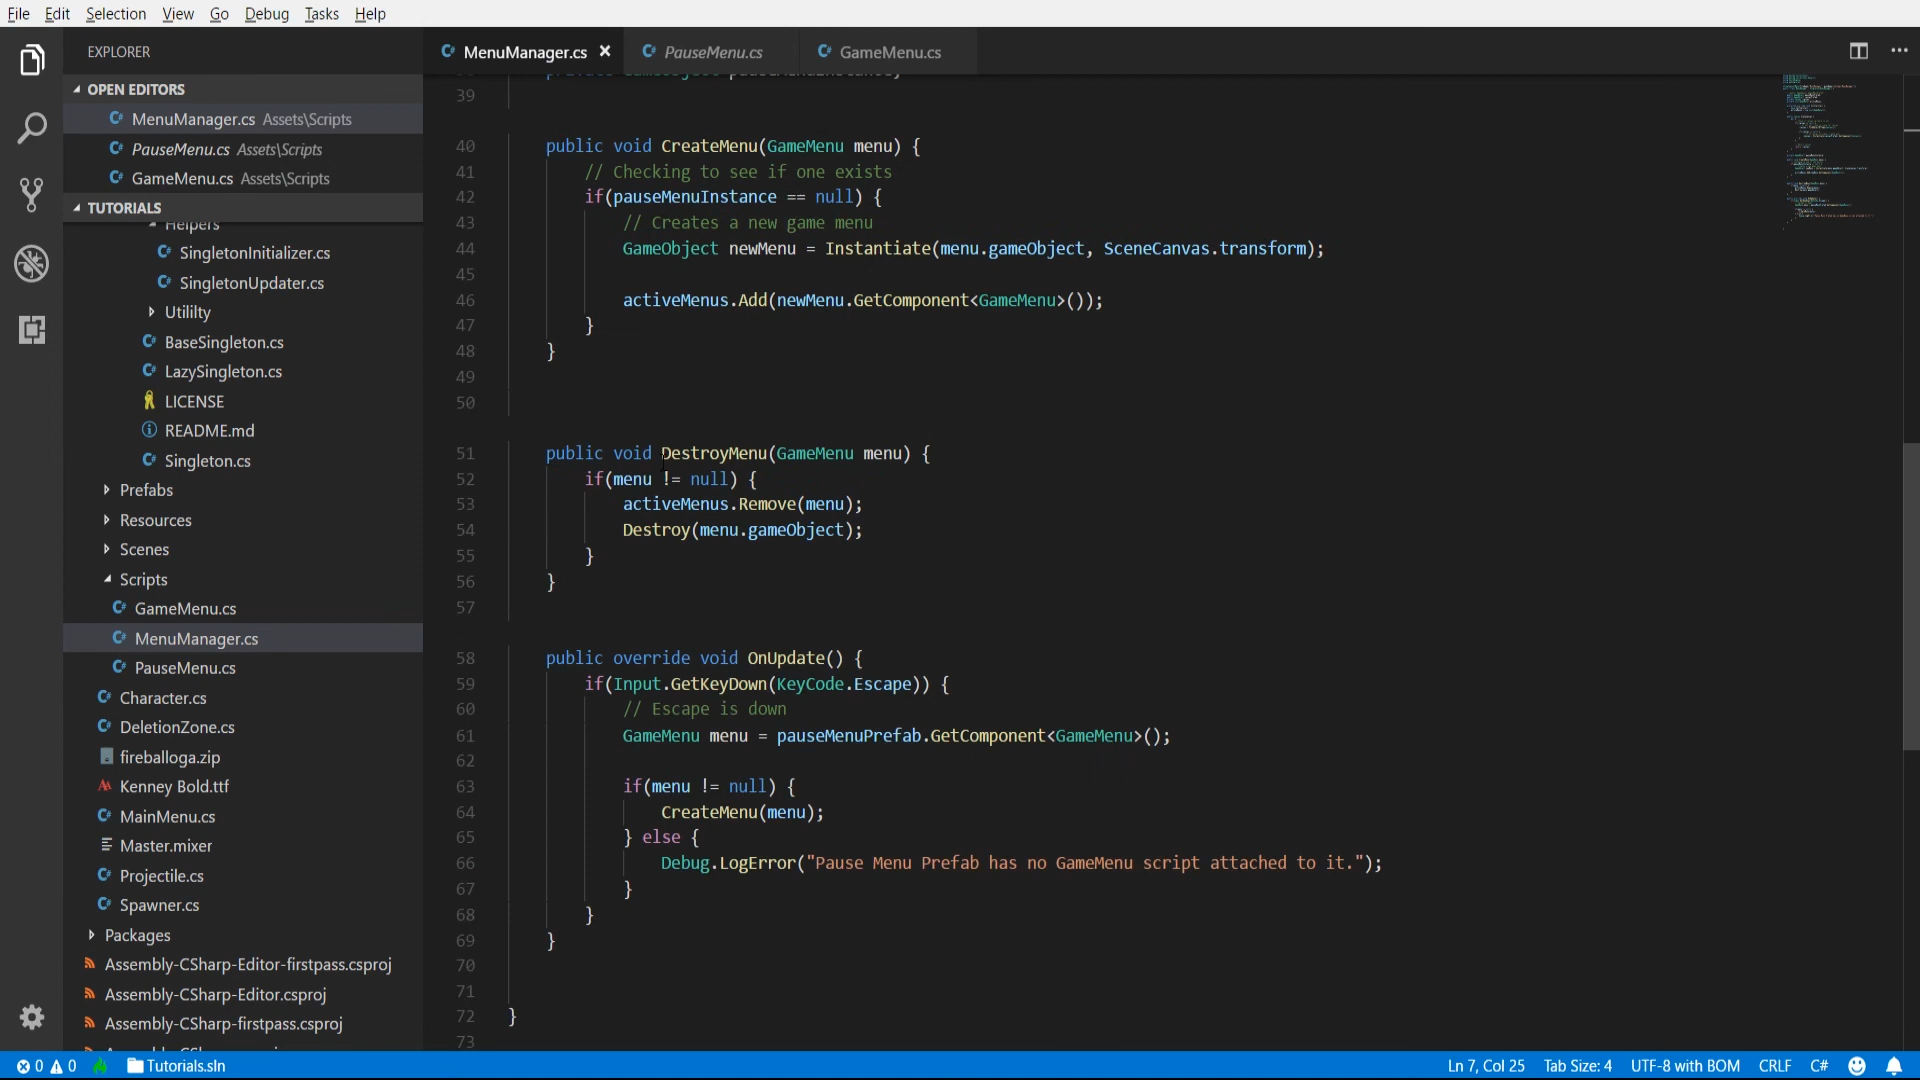 File Edit Selection View Go Debug Tasks Help
EXPLORER
OPEN EDITORS
MenuManager.cs Assets\Scripts
PauseMenu.cs Assets\Scripts
GameMenu.cs Assets\Scripts
TUTORIALS
Helpers
SingletonInitializer.cs
SingletonUpdater.cs
Utililty
BaseSingleton.cs
LazySingleton.cs
LICENSE
README.md
Singleton.cs
Prefabs
Resources
Scenes
Scripts
GameMenu.cs
MenuManager.cs
PauseMenu.cs
Character.cs
DeletionZone.cs
fireballoga.zip
Kenney Bold.ttf
MainMenu.cs
Master.mixer
Projectile.cs
Spawner.cs
Packages
Assembly-CSharp-Editor-firstpass.csproj
Assembly-CSharp-Editor.csproj
Assembly-CSharp-firstpass.csproj
MenuManager.cs PauseMenu.cs GameMenu.cs
39
40 public void CreateMenu(GameMenu menu) {
41 // Checking to see if one exists
42 if(pauseMenuInstance == null) {
43 // Creates a new game menu
44 GameObject newMenu = Instantiate(menu.gameObject, SceneCanvas.transform);
45
46 activeMenus.Add(newMenu.GetComponent<GameMenu>());
47 }
48 }
49
50
51 public void DestroyMenu(GameMenu menu) {
52 if(menu != null) {
53 activeMenus.Remove(menu);
54 Destroy(menu.gameObject);
55 }
56 }
57
58 public override void OnUpdate() {
59 if(Input.GetKeyDown(KeyCode.Escape)) {
60 // Escape is down
61 GameMenu menu = pauseMenuPrefab.GetComponent<GameMenu>();
62
63 if(menu != null) {
64 CreateMenu(menu);
65 } else {
66 Debug.LogError("Pause Menu Prefab has no GameMenu script attached to it.");
67 }
68 }
69 }
70
71
72 }
73
0 0 Tutorials.sln Ln 7, Col 25 Tab Size: 4 UTF-8 with BOM CRLF C#